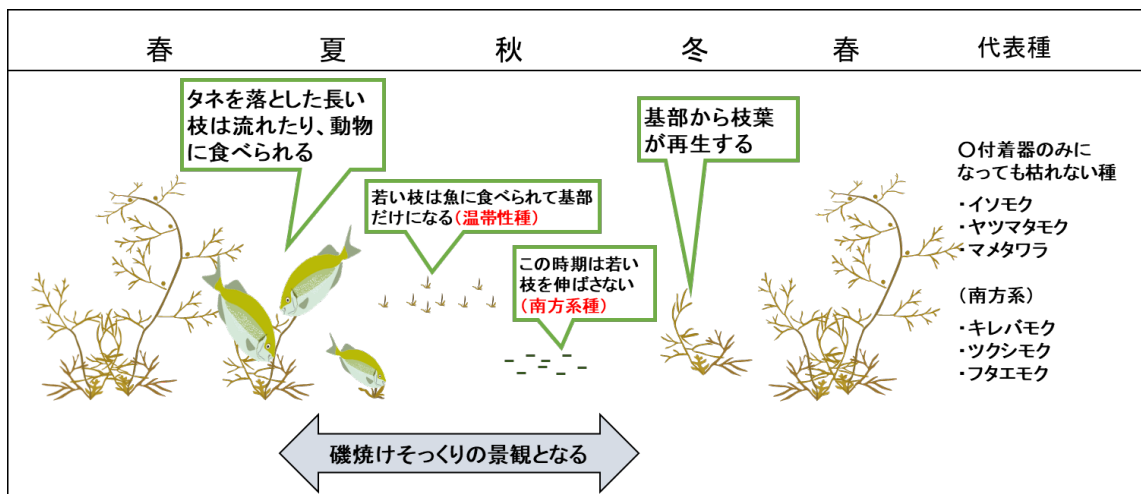 春 夏 秋 冬 春 代表種
タネを落とした長い
枝は流れたり、動物
に食べられる
若い枝は魚に食べられて基部
だけになる(温帯性種)
この時期は若い
枝を伸ばさない
(南方系種)
基部から枝葉
が再生する
〇付着器のみに
なっても枯れない種
・イソモク
・ヤツマタモク
・マメタワラ
(南方系)
・キレバモク
・ツクシモク
・フタエモク
磯焼けそっくりの景観となる